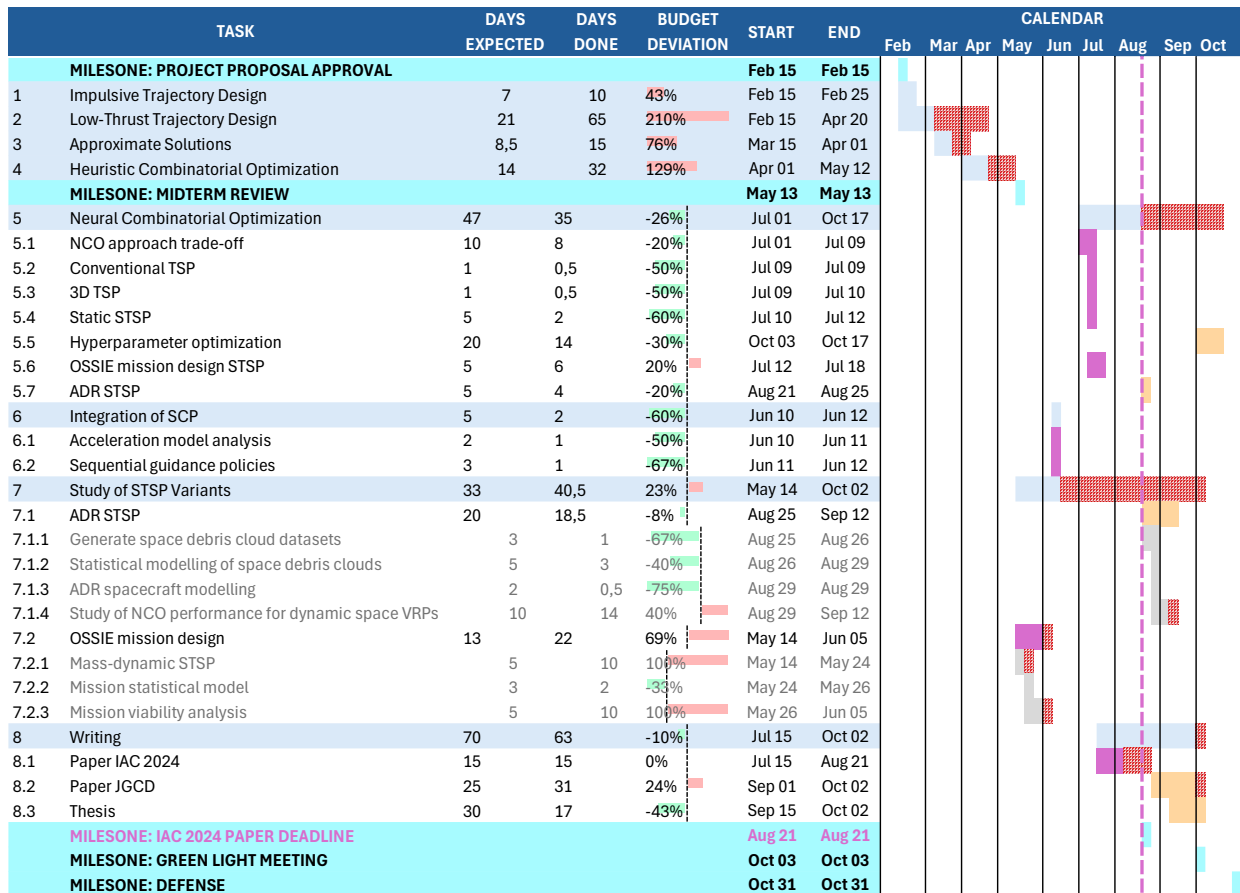 TASK DAYS EXPECTED DAYS DONE BUDGET DEVIATION START END CALENDAR
Feb Mar Apr May Jun Jul Aug Sep Oct
MILESONE: PROJECT PROPOSAL APPROVAL Feb 15 Feb 15
1 Impulsive Trajectory Design 7 10 43% Feb 15 Feb 25
2 Low-Thrust Trajectory Design 21 65 210% Feb 15 Apr 20
3 Approximate Solutions 8,5 15 76% Mar 15 Apr 01
4 Heuristic Combinatorial Optimization 14 32 129% Apr 01 May 12
MILESONE: MIDTERM REVIEW May 13 May 13
5 Neural Combinatorial Optimization 47 35 -26% Jul 01 Oct 17
5.1 NCO approach trade-off 10 8 -20% Jul 01 Jul 09
5.2 Conventional TSP 1 0,5 -50% Jul 09 Jul 09
5.3 3D TSP 1 0,5 -50% Jul 09 Jul 10
5.4 Static STSP 5 2 -60% Jul 10 Jul 12
5.5 Hyperparameter optimization 20 14 -30% Oct 03 Oct 17
5.6 OSSIE mission design STSP 5 6 20% Jul 12 Jul 18
5.7 ADR STSP 5 4 -20% Aug 21 Aug 25
6 Integration of SCP 5 2 -60% Jun 10 Jun 12
6.1 Acceleration model analysis 2 1 -50% Jun 10 Jun 11
6.2 Sequential guidance policies 3 1 -67% Jun 11 Jun 12
7 Study of STSP Variants 33 40,5 23% May 14 Oct 02
7.1 ADR STSP 20 18,5 -8% Aug 25 Sep 12
7.1.1 Generate space debris cloud datasets 3 1 -67% Aug 25 Aug 26
7.1.2 Statistical modelling of space debris clouds 5 3 -40% Aug 26 Aug 29
7.1.3 ADR spacecraft modelling 2 0,5 -75% Aug 29 Aug 29
7.1.4 Study of NCO performance for dynamic space VRPs 10 14 40% Aug 29 Sep 12
7.2 OSSIE mission design 13 22 69% May 14 Jun 05
7.2.1 Mass-dynamic STSP 5 10 100% May 14 May 24
7.2.2 Mission statistical model 3 2 -33% May 24 May 26
7.2.3 Mission viability analysis 5 10 100% May 26 Jun 05
8 Writing 70 63 -10% Jul 15 Oct 02
8.1 Paper IAC 2024 15 15 0% Jul 15 Aug 21
8.2 Paper JGCD 25 31 24% Sep 01 Oct 02
8.3 Thesis 30 17 -43% Sep 15 Oct 02
MILESONE: IAC 2024 PAPER DEADLINE Aug 21 Aug 21
MILESONE: GREEN LIGHT MEETING Oct 03 Oct 03
MILESONE: DEFENSE Oct 31 Oct 31